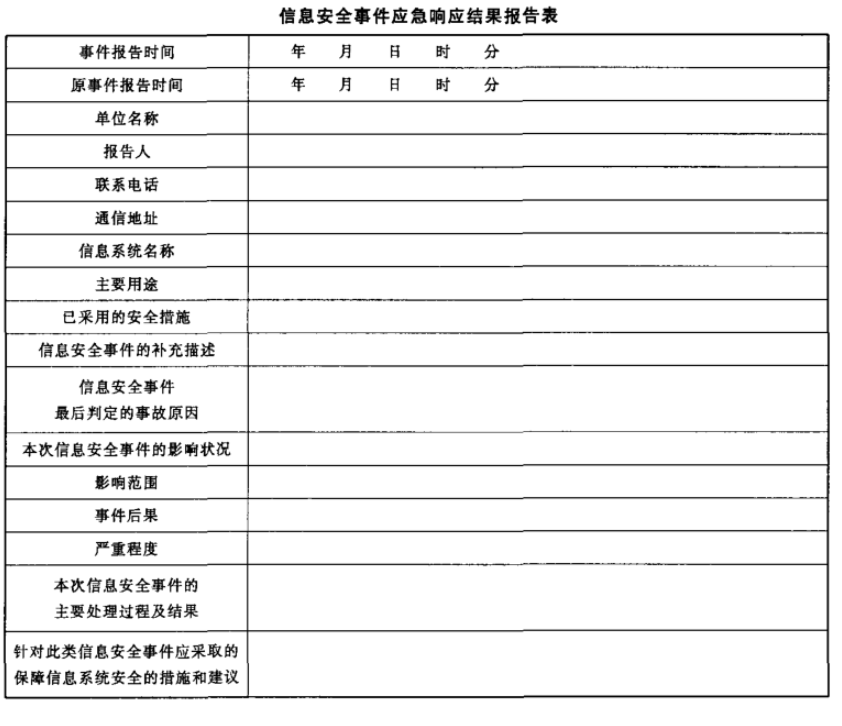 信息安全事件应急响应结果报告表
事件报告时间 年 月 日 时 分
原事件报告时间 年 月 日 时 分
单位名称
报告人
联系电话
通信地址
信息系统名称
主要用途
已采用的安全措施
信息安全事件的补充描述
信息安全事件
最后判定的事故原因
本次信息安全事件的影响状况
影响范围
事件后果
严重程度
本次信息安全事件的
主要处理过程及结果
针对此类信息安全事件应采取的
保障信息系统安全的措施和建议